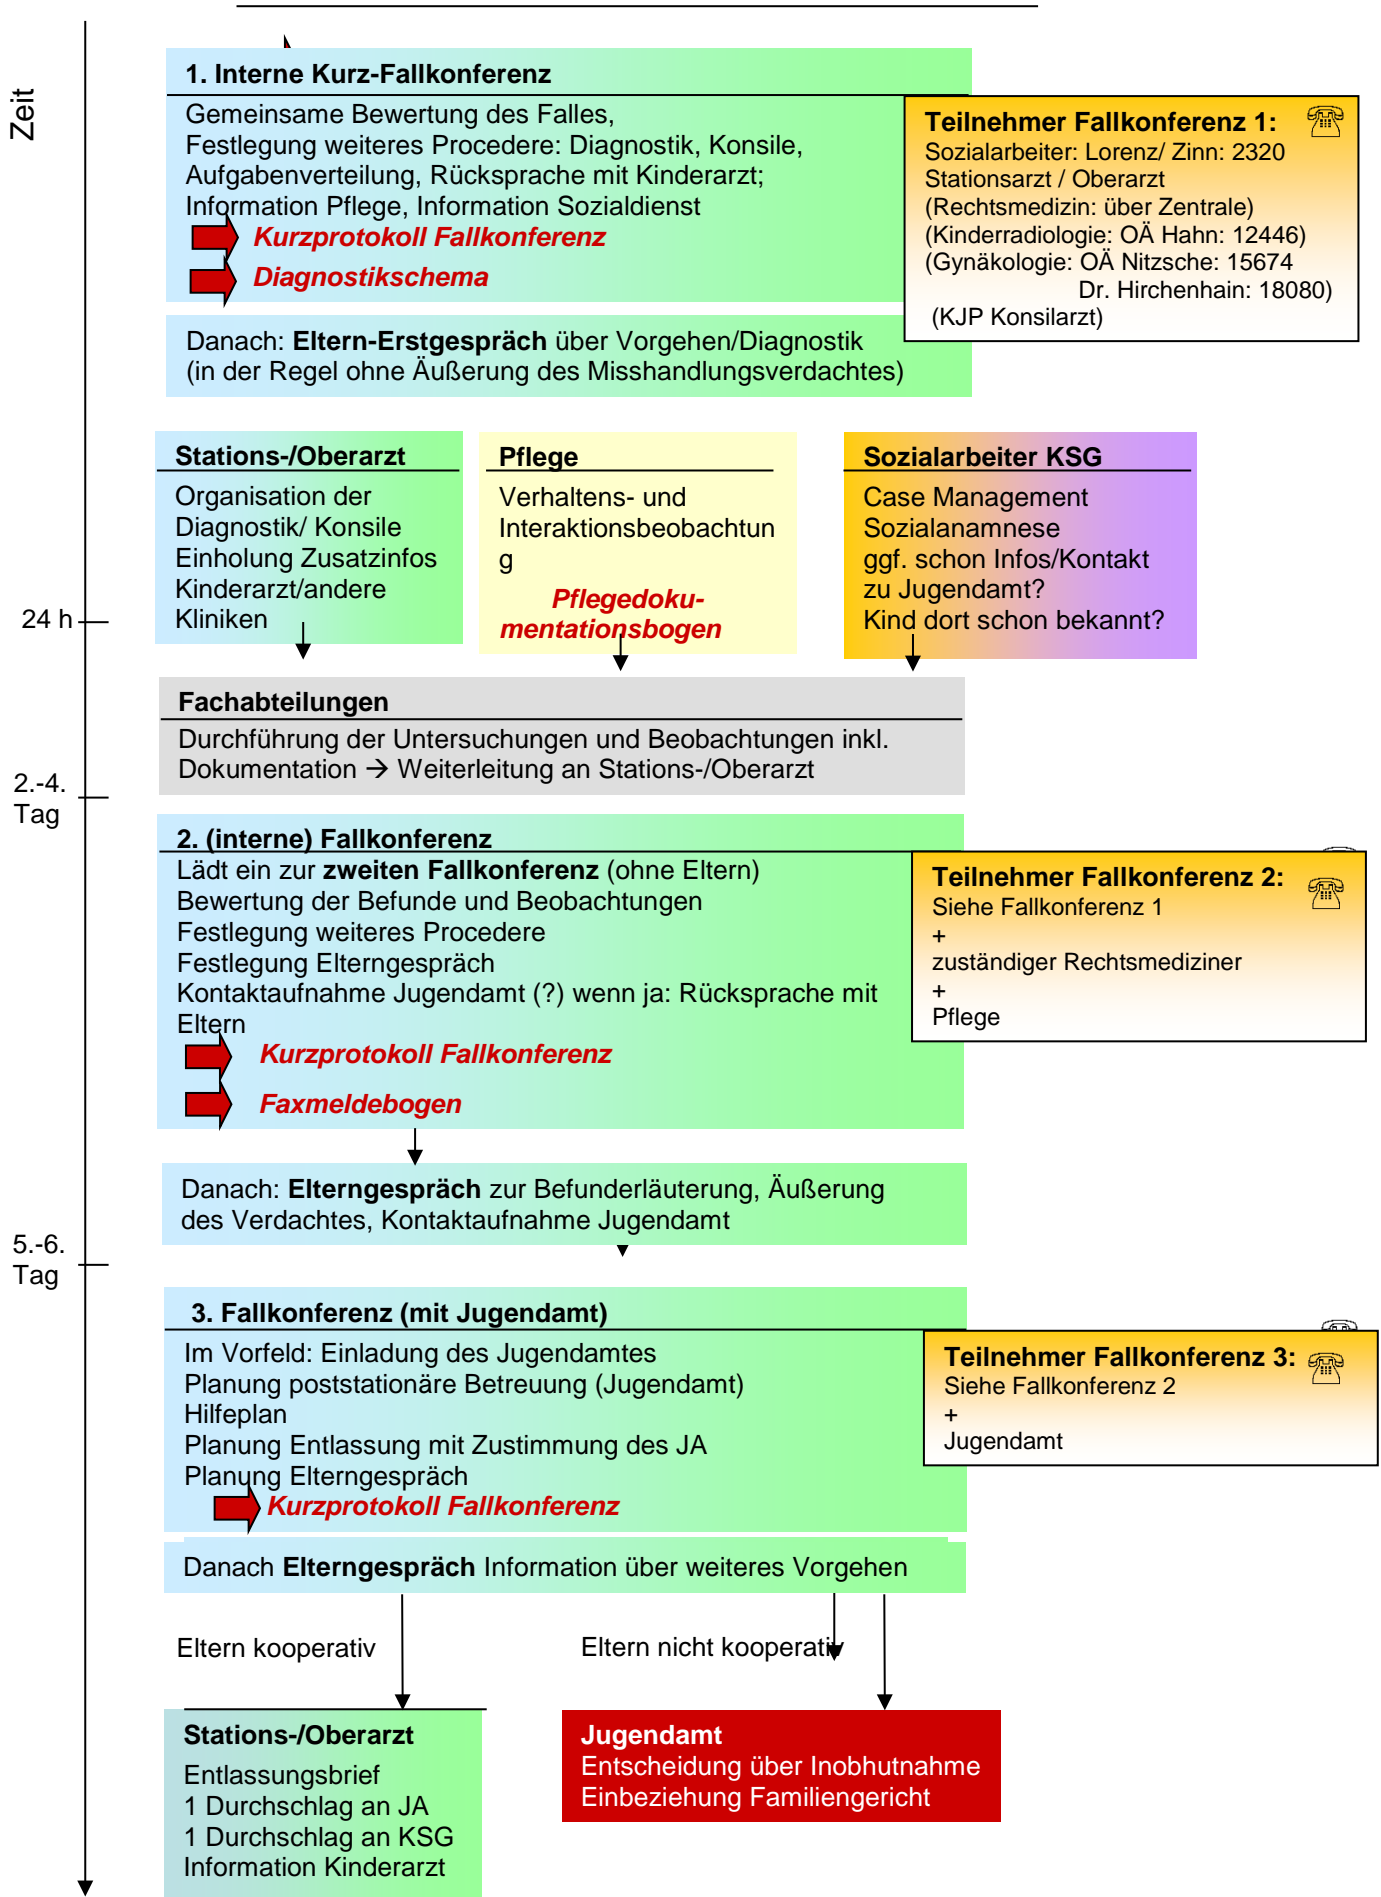 Zeit
1. Interne Kurz-Fallkonferenz
Gemeinsame Bewertung des Falles,
Festlegung weiteres Procedere: Diagnostik, Konsile,
Aufgabenverteilung, Rücksprache mit Kinderarzt;
Information Pflege, Information Sozialdienst
Kurzprotokoll Fallkonferenz
Diagnostikschema
Teilnehmer Fallkonferenz 1:
Sozialarbeiter: Lorenz/ Zinn: 2320
Stationsarzt / Oberarzt
(Rechtsmedizin: über Zentrale)
(Kinderradiologie: OÄ Hahn: 12446)
(Gynäkologie: OÄ Nitzsche: 15674
Dr. Hirchenhain: 18080)
(KJP Konsilarzt)
Danach: Eltern-Erstgespräch über Vorgehen/Diagnostik
(in der Regel ohne Äußerung des Misshandlungsverdachtes)
Stations-/Oberarzt
Organisation der
Diagnostik/ Konsile
Einholung Zusatzinfos
Kinderarzt/andere
Kliniken
Pflege
Verhaltens- und
Interaktionsbeobachtun
g
Pflegedoku-
mentationsbogen
Sozialarbeiter KSG
Case Management
Sozialanamnese
ggf. schon Infos/Kontakt
zu Jugendamt?
Kind dort schon bekannt?
24 h
Fachabteilungen
Durchführung der Untersuchungen und Beobachtungen inkl.
Dokumentation → Weiterleitung an Stations-/Oberarzt
2.-4.
Tag
2. (interne) Fallkonferenz
Lädt ein zur zweiten Fallkonferenz (ohne Eltern)
Bewertung der Befunde und Beobachtungen
Festlegung weiteres Procedere
Festlegung Elterngespräch
Kontaktaufnahme Jugendamt (?) wenn ja: Rücksprache mit
Eltern
Kurzprotokoll Fallkonferenz
Faxmeldebogen
Teilnehmer Fallkonferenz 2:
Siehe Fallkonferenz 1
+
zuständiger Rechtsmediziner
+
Pflege
Danach: Elterngespräch zur Befunderläuterung, Äußerung
des Verdachtes, Kontaktaufnahme Jugendamt
5.-6.
Tag
3. Fallkonferenz (mit Jugendamt)
Im Vorfeld: Einladung des Jugendamtes
Planung poststationäre Betreuung (Jugendamt)
Hilfeplan
Planung Entlassung mit Zustimmung des JA
Planung Elterngespräch
Kurzprotokoll Fallkonferenz
Teilnehmer Fallkonferenz 3:
Siehe Fallkonferenz 2
+
Jugendamt
Danach Elterngespräch Information über weiteres Vorgehen
Eltern kooperativ
Eltern nicht kooperativ
Stations-/Oberarzt
Entlassungsbrief
1 Durchschlag an JA
1 Durchschlag an KSG
Information Kinderarzt
Jugendamt
Entscheidung über Inobhutnahme
Einbeziehung Familiengericht